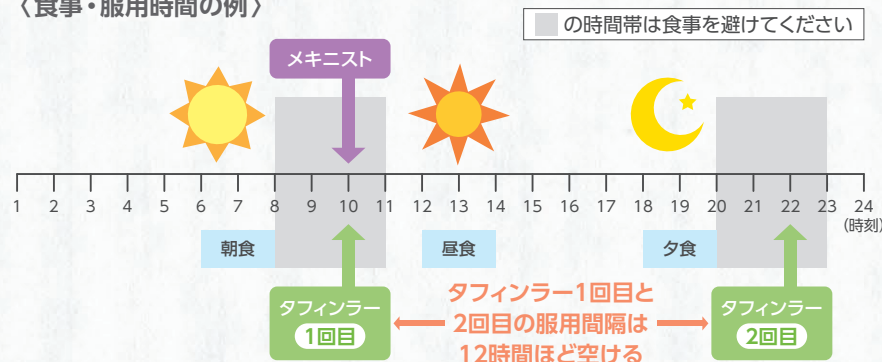 〈食事・服用時間の例〉
の時間帯は食事を避けてください
メキニスト
1 2 3 4 5 6 7 8 9 10 11 12 13 14 15 16 17 18 19 20 21 22 23 24
(時刻)
朝食
昼食
夕食
タフィンラー
1回目
タフィンラー1回目と
2回目の服用間隔は
12時間ほど空ける
タフィンラー
2回目